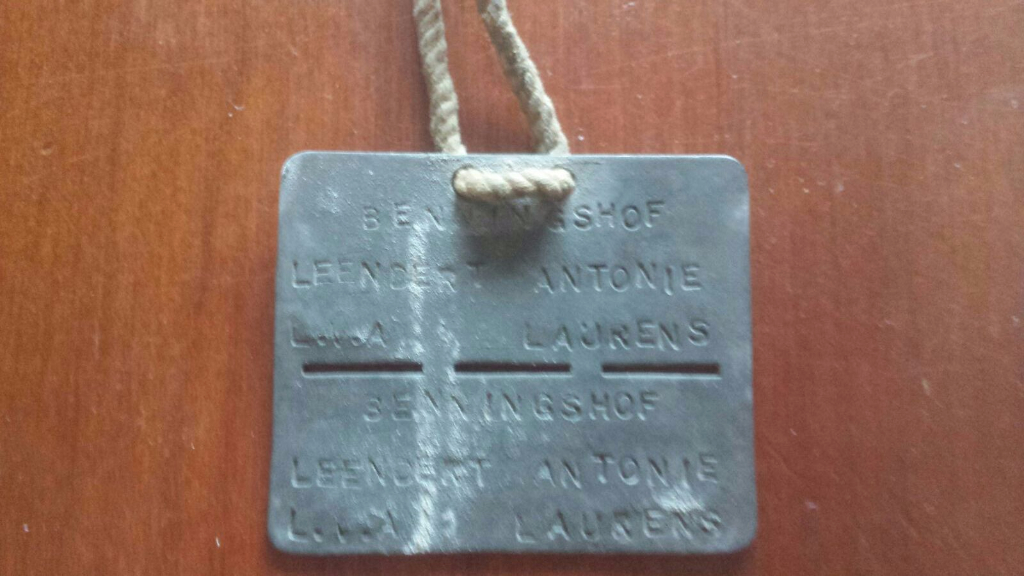 BENNINGSHOF
LEENDERT ANTONIE
L.v.A LAURENS
BENNINGSHOF
LEENDERT ANTONIE
L.v.A LAURENS